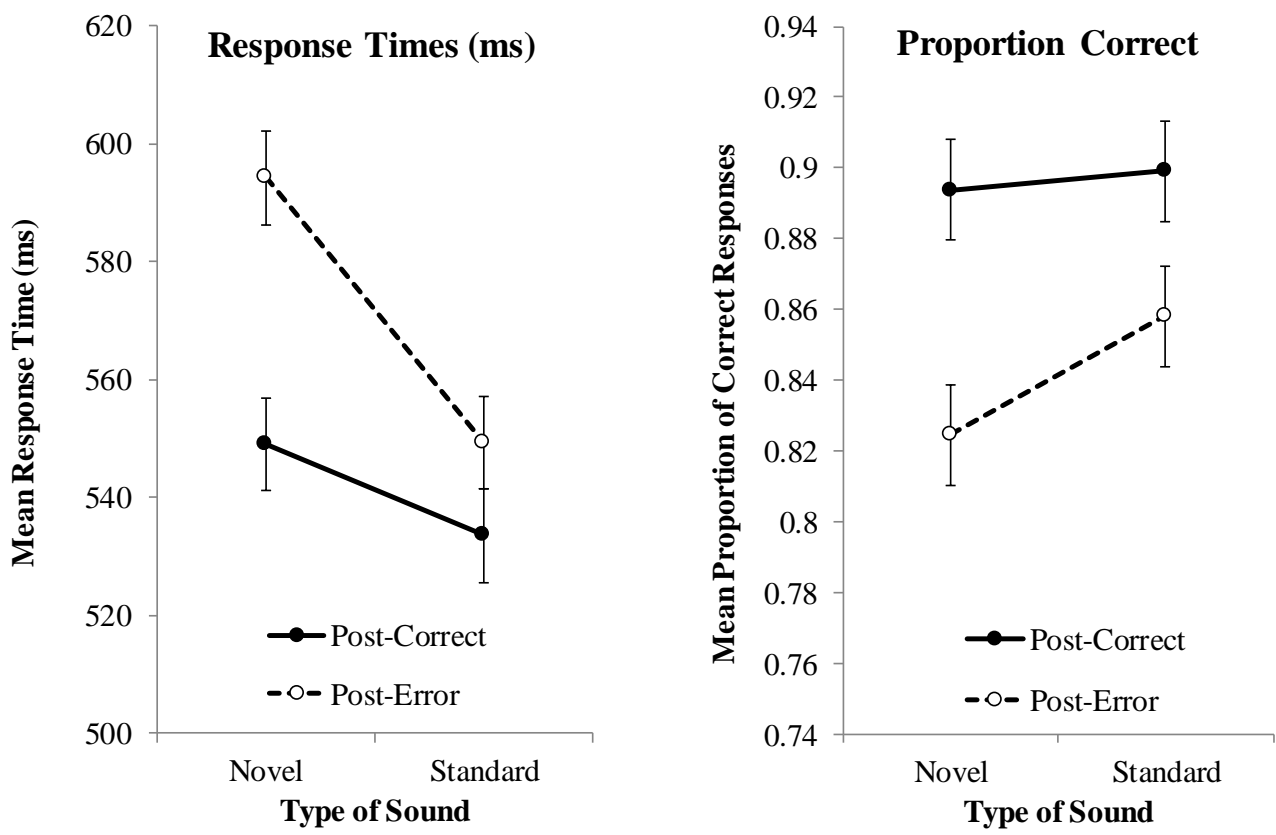 Response Times (ms)
Mean Response Time (ms)
620
600
580
560
540
520
500
Post-Correct
Post-Error
Novel
Standard
Type of Sound
Proportion Correct
Mean Proportion of Correct Responses
0.94
0.92
0.9
0.88
0.86
0.84
0.82
0.8
0.78
0.76
0.74
Post-Correct
Post-Error
Novel
Standard
Type of Sound